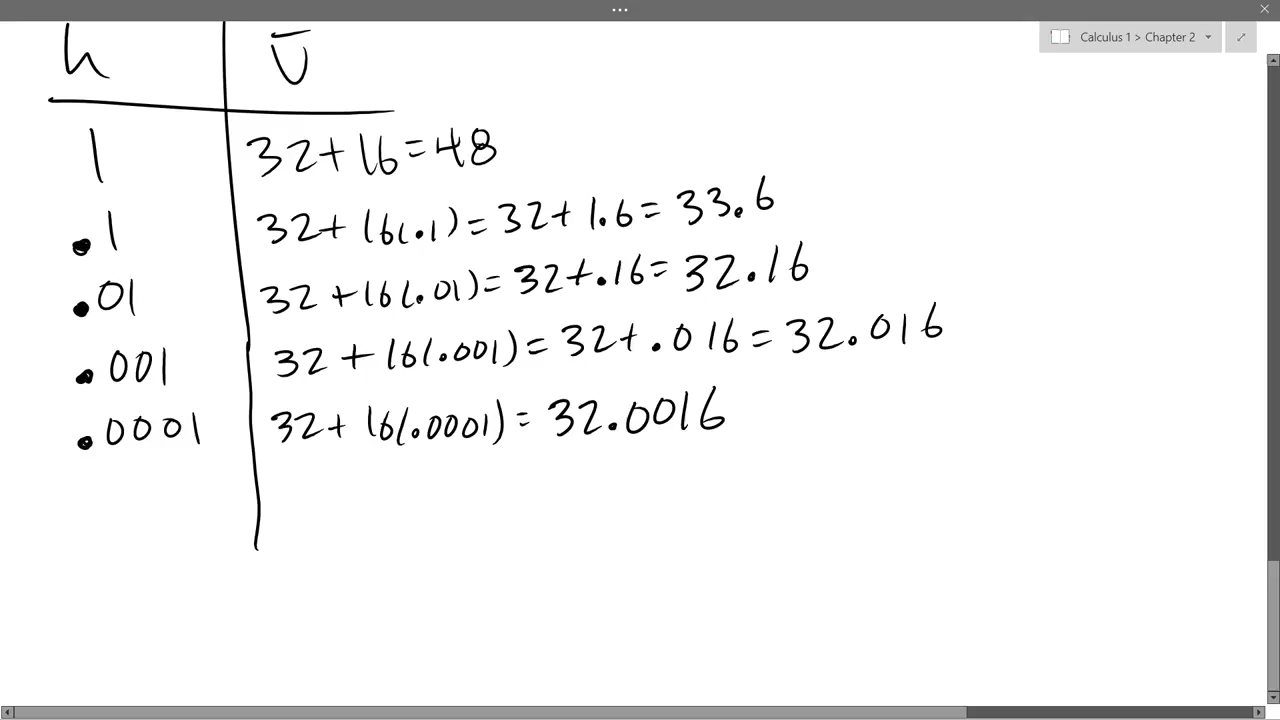 Calculus 1 > Chapter 2
h v̄
1 32+16=48
.1 32+16(.1)=32+1.6=33.6
.01 32+16(.01)=32+.16=32.16
.001 32+16(.001)=32+.016=32.016
.0001 32+16(.0001)=32.0016